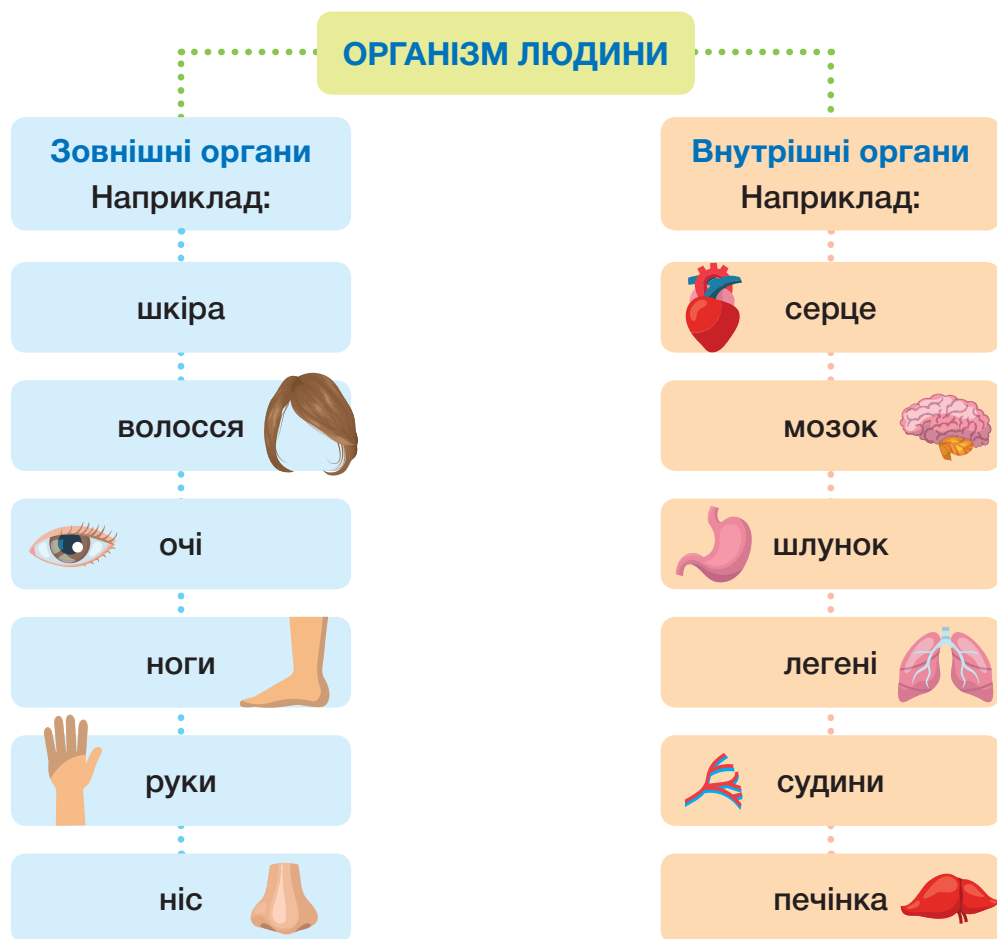 ОРГАНІЗМ ЛЮДИНИ
Зовнішні органи
Наприклад:
шкіра
волосся
очі
ноги
руки
ніс
Внутрішні органи
Наприклад:
серце
мозок
шлунок
легені
судини
печінка